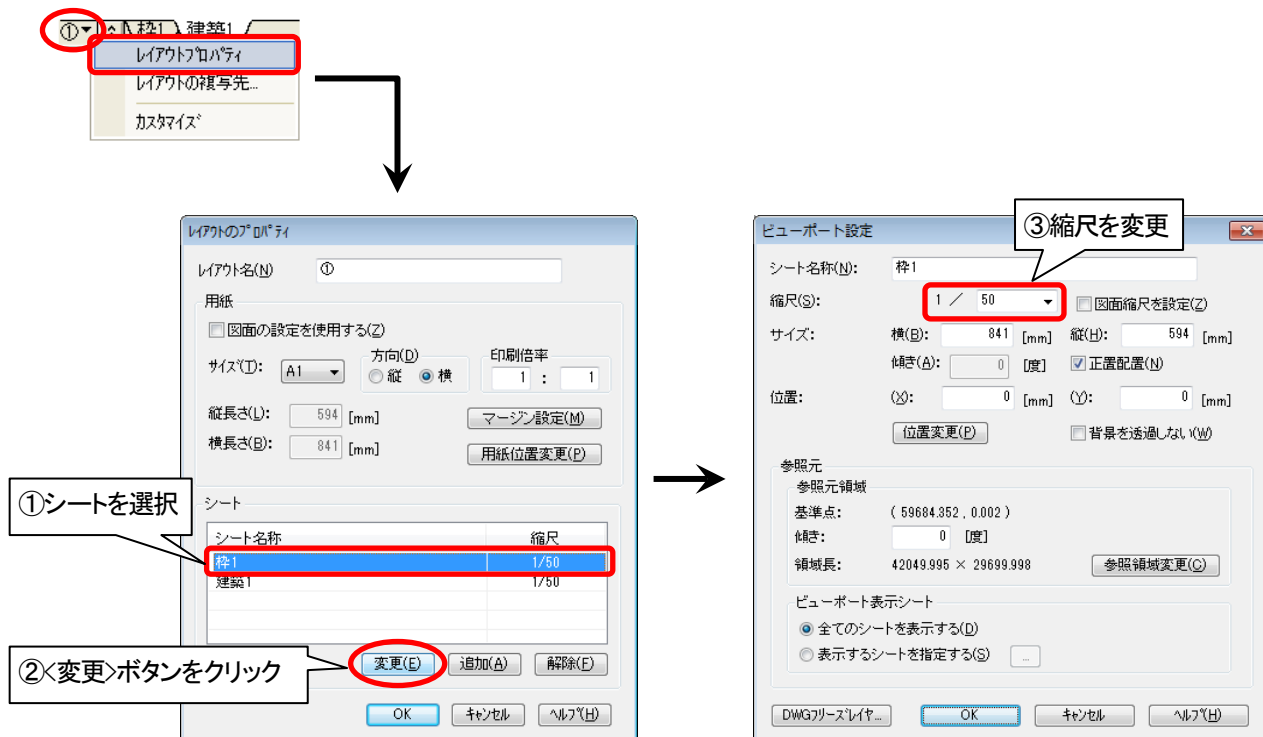 ①▼ 枠1 建築1
レイアウトプロパティ
レイアウトの複写先...
カスタマイズ
レイアウトのプロパティ
レイアウト名(N) ①
用紙
図面の設定を使用する(Z)
サイズ(T): A1
方向(D)
縦 横
印刷倍率
1 : 1
縦長さ(L): 594 [mm]
横長さ(B): 841 [mm]
マージン設定(M)
用紙位置変更(P)
①シートを選択
シート
シート名称 縮尺
枠1 1/50
建築1 1/50
②<変更>ボタンをクリック
変更(E) 追加(A) 解除(F)
OK キャンセル ヘルプ(H)
ビューポート設定
③縮尺を変更
シート名称(N): 枠1
縮尺(S): 1 / 50 図面縮尺を設定(Z)
サイズ: 横(B): 841 [mm] 縦(H): 594 [mm]
傾き(A): 0 [度] 正置配置(N)
位置: (X): 0 [mm] (Y): 0 [mm]
位置変更(P) 背景を透過しない(W)
参照元
参照元領域
基準点: ( 59684.352 , 0.002 )
傾き: 0 [度]
領域長: 42049.995 × 29699.998 参照領域変更(C)
ビューポート表示シート
全てのシートを表示する(D)
表示するシートを指定する(S) ...
DWGフリーズレイヤ... OK キャンセル ヘルプ(H)